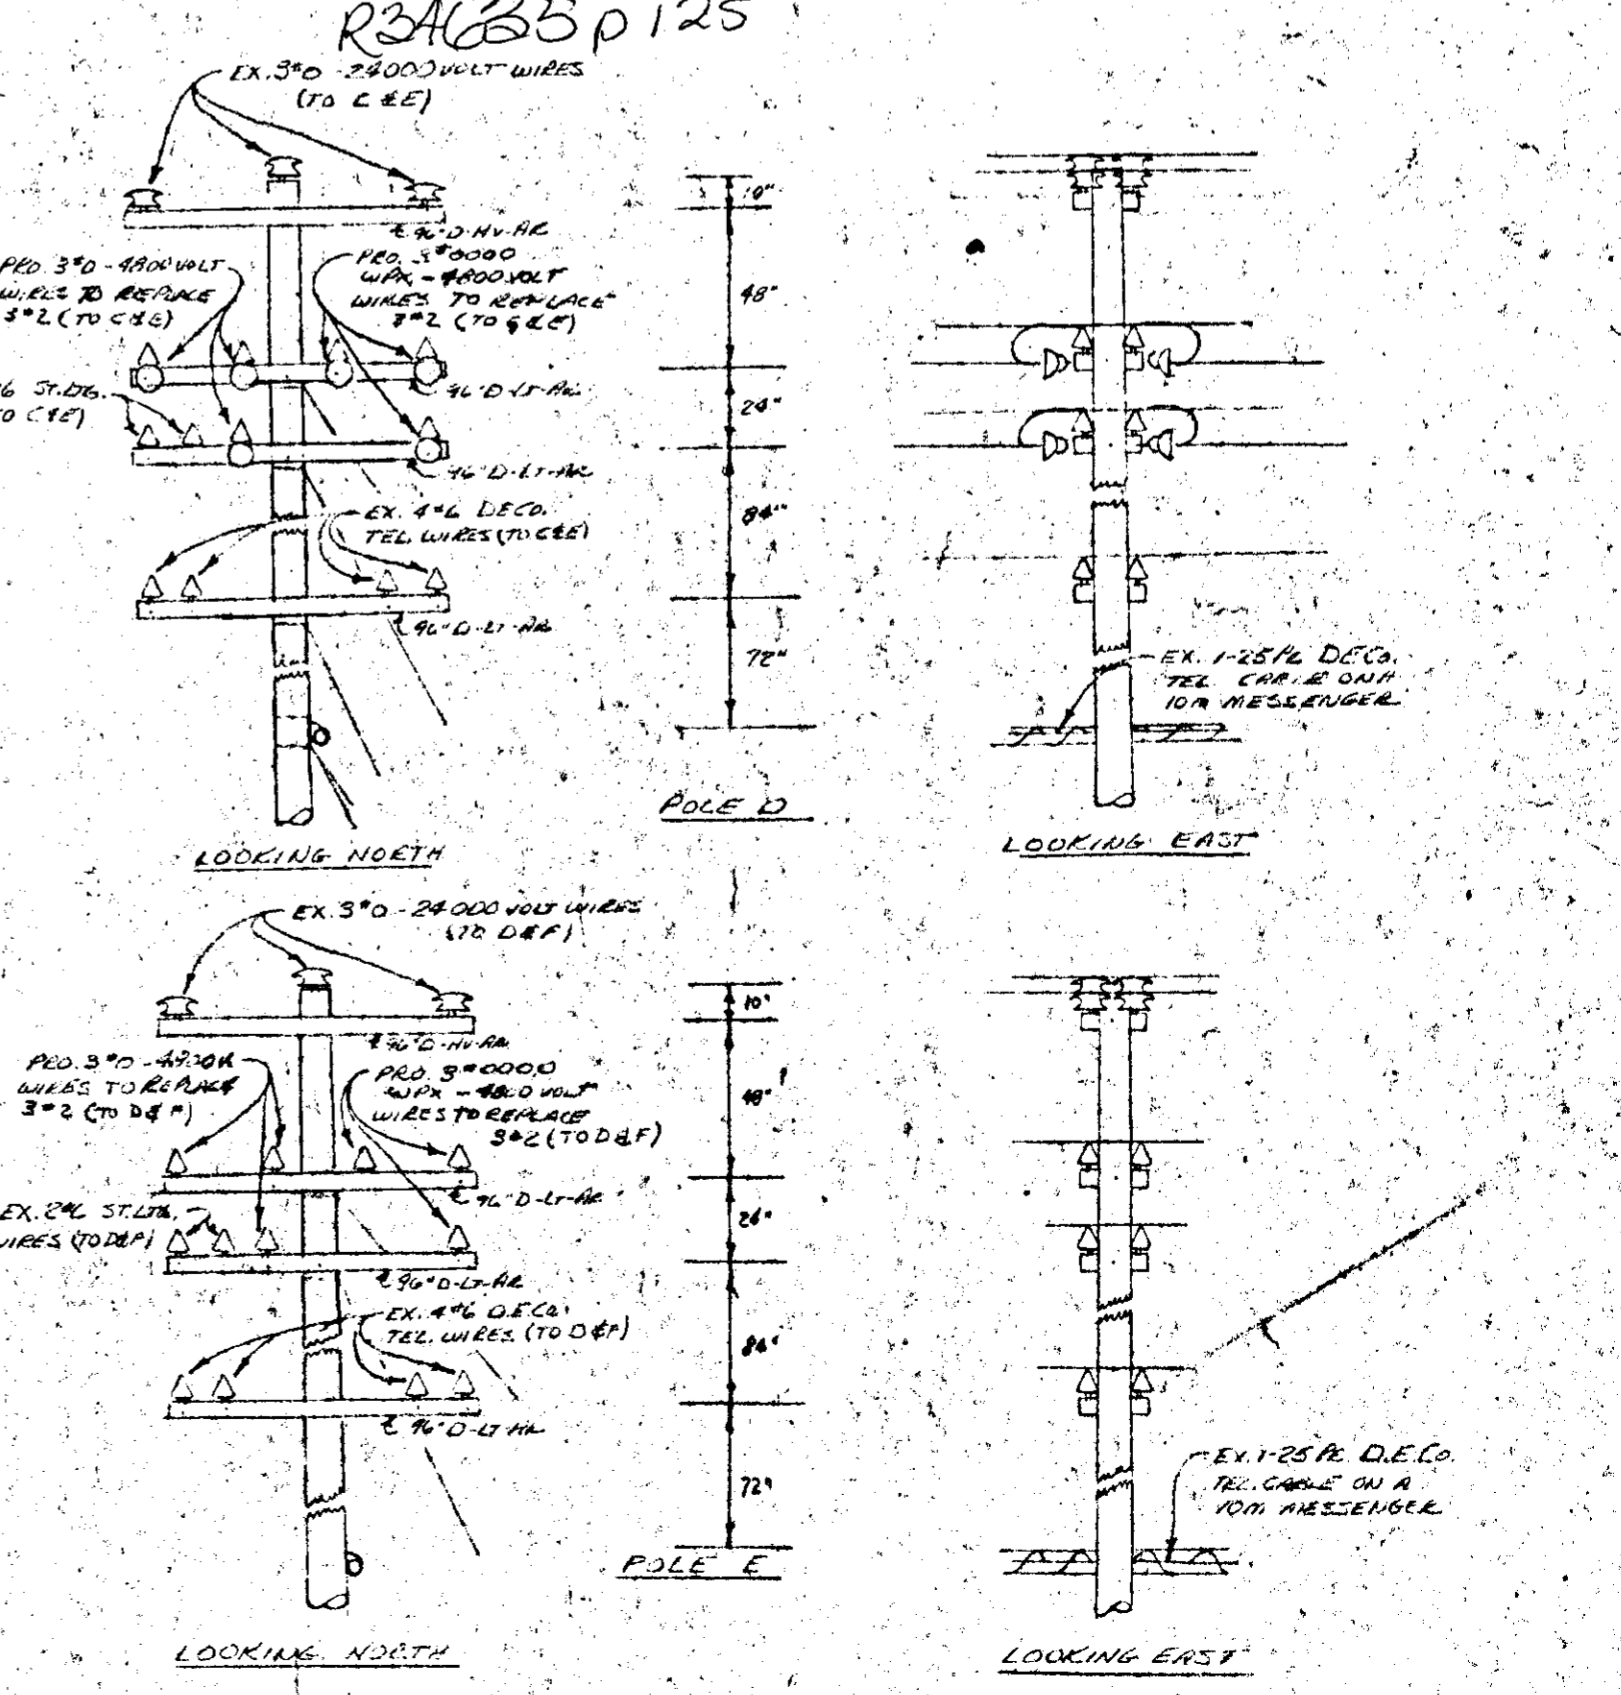 R34635 p 125
EX. 3#0 - 24000 VOLT WIRES
(TO C & E)
℄ 96" D-HV-AR
PRO. 3#0 - 4800 VOLT
WIRES TO REPLACE
3#2 (TO C & E)
PRO. 3#0000
WPX - 4800 VOLT
WIRES TO REPLACE
3#2 (TO C & E)
96" D-LT-AR
6 ST.LTG.
TO C & E)
96" D-LT-AR
EX. 4#6 DECO.
TEL. WIRES (TO C & E)
℄ 96" D-LT-AR
48"
24"
84"
72"
POLE D
LOOKING NORTH
EX. 1-25 PR. DECO.
TEL. CABLE ON A
10M MESSENGER
LOOKING EAST
EX. 3#0 - 24000 VOLT WIRES
(TO D & F)
℄ 96" D-HV-AR
PRO. 3#0 - 4800V
WIRES TO REPLACE
3#2 (TO D & F)
PRO. 3#0000
WPX - 4800 VOLT
WIRES TO REPLACE
3#2 (TO D & F)
℄ 96" D-LT-AR
EX. 2#6 ST.LTG.
WIRES (TO D & F)
℄ 96" D-LT-AR
EX. 4#6 D.E.CO.
TEL. WIRES (TO D & F)
℄ 96" D-LT-AR
10"
48"
24"
84"
72"
POLE E
LOOKING NORTH
EX. 1-25 PR. D.E.CO.
TEL. CABLE ON A
10M MESSENGER
LOOKING EAST